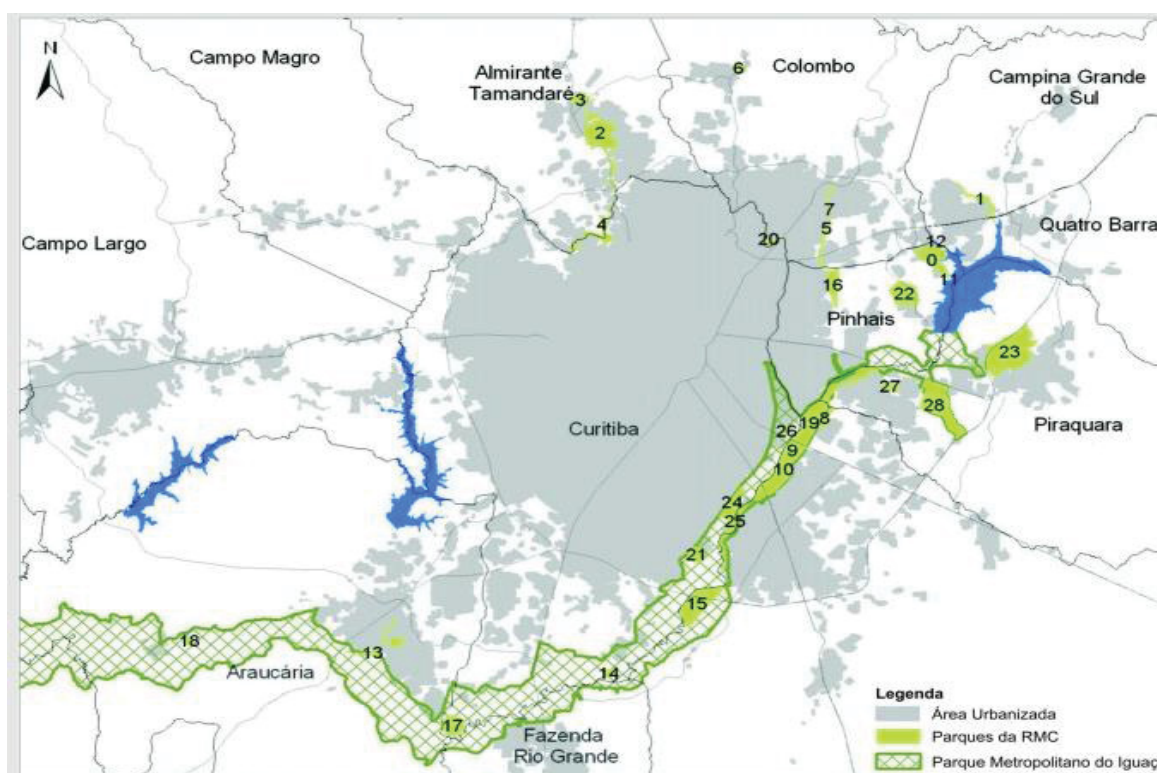 N
Campo Magro
Almirante
Tamandaré
Colombo
Campina Grande
do Sul
6
3
2
1
7
4
5
20
Quatro Barra
Campo Largo
12
0
11
16
22
Pinhais
23
27
28
Piraquara
Curitiba
8
19
26
9
10
24
25
21
15
18
13
14
Araucária
17
Fazenda
Rio Grande
Legenda
Área Urbanizada
Parques da RMC
Parque Metropolitano do Iguaç